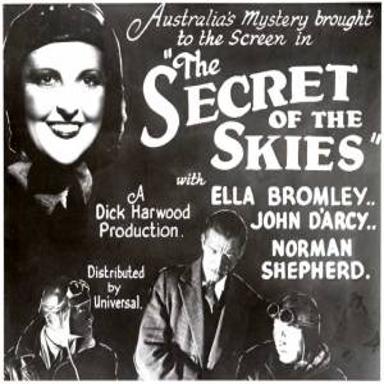 Australia's Mystery brought
to the Screen in
"The
SECRET
OF THE
SKIES"
with
ELLA BROMLEY..
JOHN D'ARCY..
NORMAN
SHEPHERD.
A
Dick Harwood
Production.
Distributed
by
Universal.